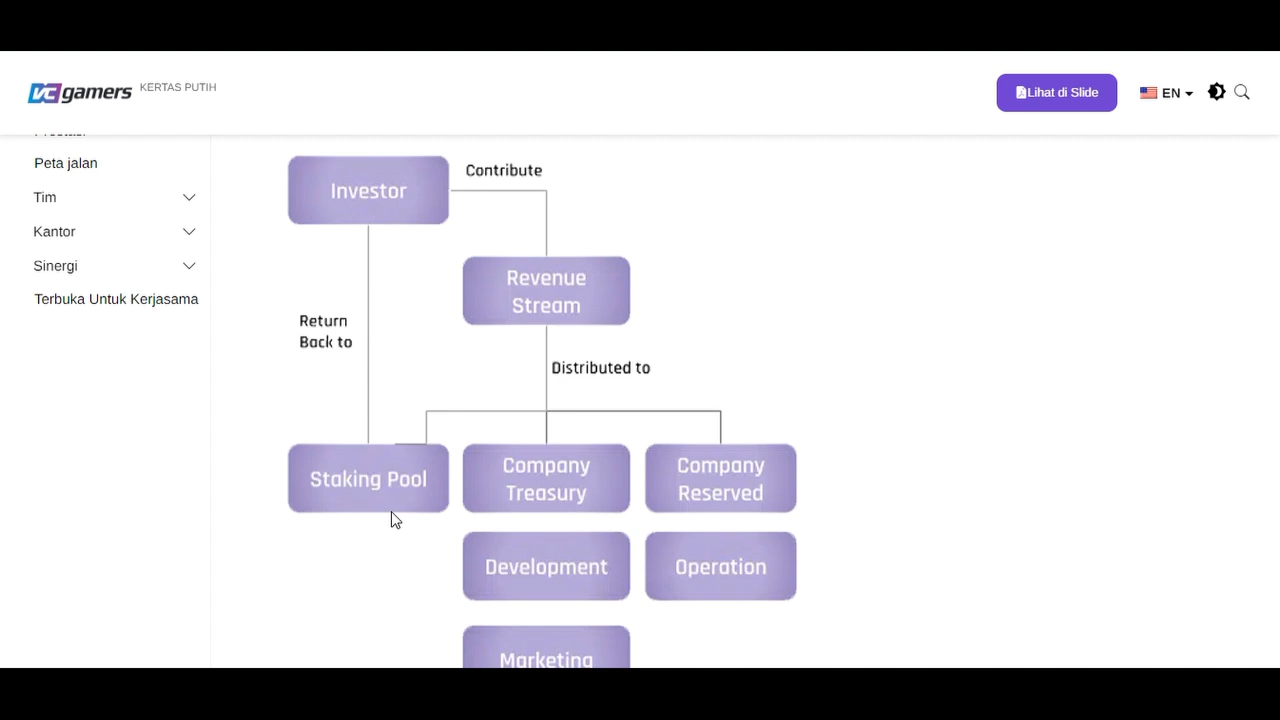 VCgamers
KERTAS PUTIH
Lihat di Slide
EN
Prestasi
Peta jalan
Tim
Kantor
Sinergi
Terbuka Untuk Kerjasama
Contribute
Investor
Revenue
Stream
Return
Back to
Distributed to
Staking Pool
Company
Treasury
Company
Reserved
Development
Operation
Marketing